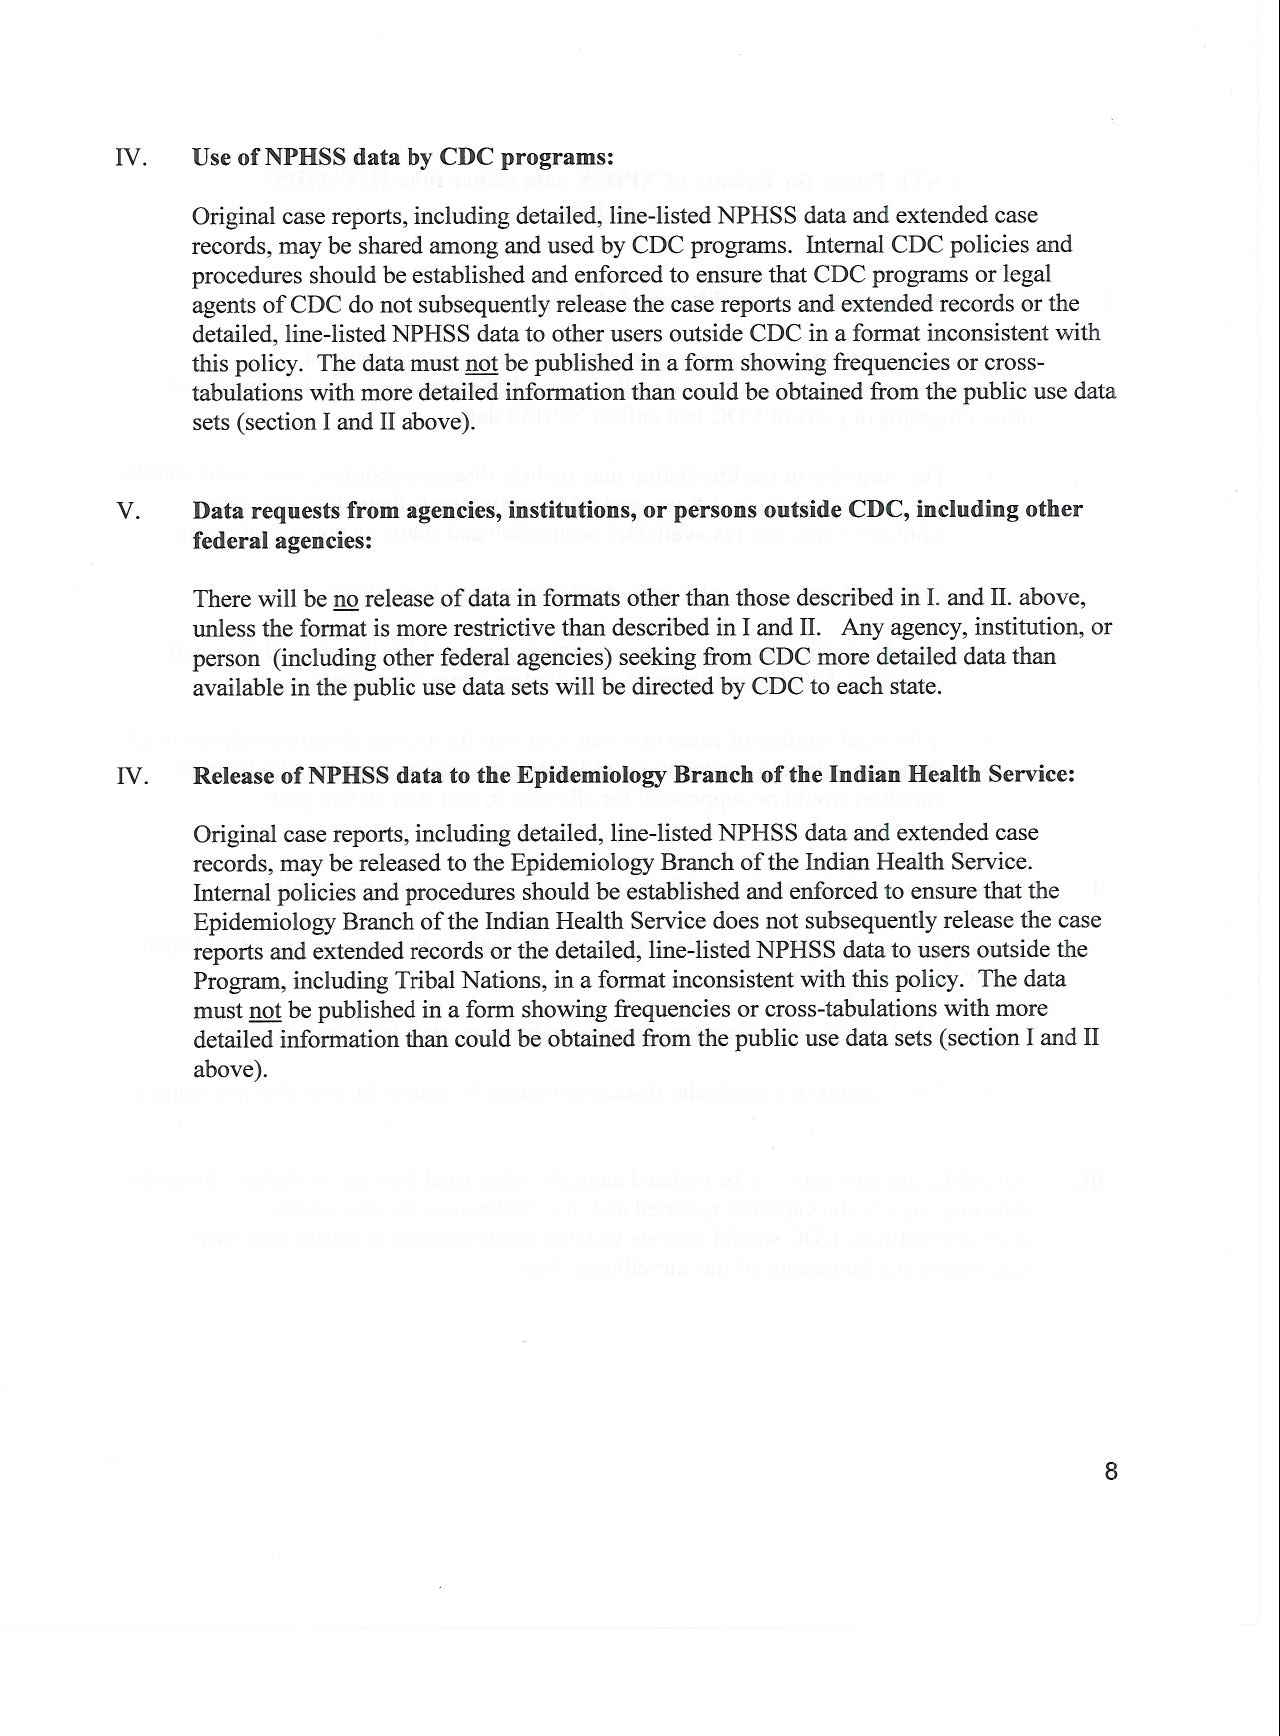 IV. Use of NPHSS data by CDC programs:
Original case reports, including detailed, line-listed NPHSS data and extended case
records, may be shared among and used by CDC programs. Internal CDC policies and
procedures should be established and enforced to ensure that CDC programs or legal
agents of CDC do not subsequently release the case reports and extended records or the
detailed, line-listed NPHSS data to other users outside CDC in a format inconsistent with
this policy. The data must not be published in a form showing frequencies or cross-
tabulations with more detailed information than could be obtained from the public use data
sets (section I and II above).
V. Data requests from agencies, institutions, or persons outside CDC, including other
federal agencies:
There will be no release of data in formats other than those described in I. and II. above,
unless the format is more restrictive than described in I and II. Any agency, institution, or
person (including other federal agencies) seeking from CDC more detailed data than
available in the public use data sets will be directed by CDC to each state.
IV. Release of NPHSS data to the Epidemiology Branch of the Indian Health Service:
Original case reports, including detailed, line-listed NPHSS data and extended case
records, may be released to the Epidemiology Branch of the Indian Health Service.
Internal policies and procedures should be established and enforced to ensure that the
Epidemiology Branch of the Indian Health Service does not subsequently release the case
reports and extended records or the detailed, line-listed NPHSS data to users outside the
Program, including Tribal Nations, in a format inconsistent with this policy. The data
must not be published in a form showing frequencies or cross-tabulations with more
detailed information than could be obtained from the public use data sets (section I and II
above).
8